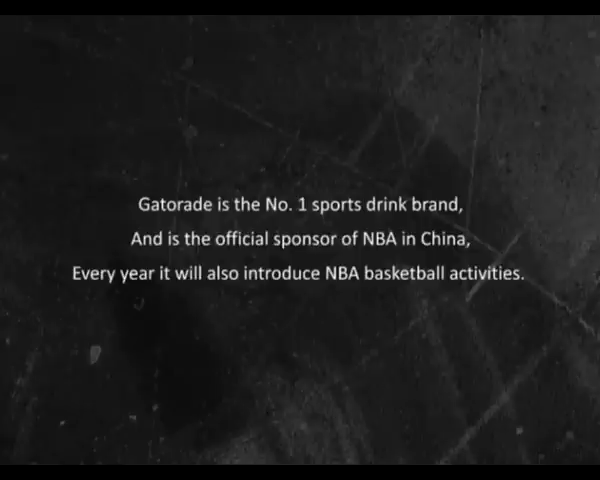 Gatorade is the No. 1 sports drink brand,
And is the official sponsor of NBA in China,
Every year it will also introduce NBA basketball activities.